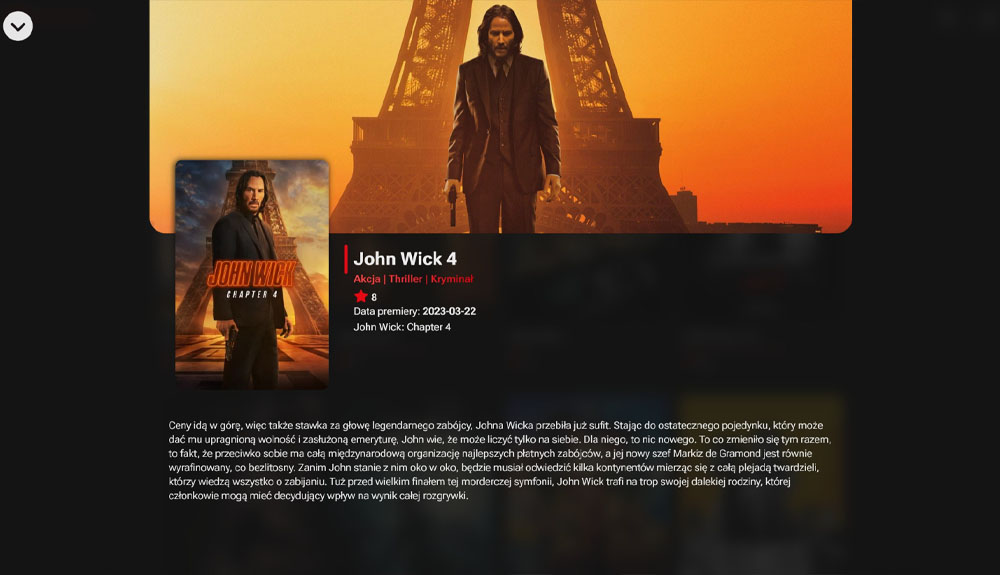 JOHN WICK
CHAPTER 4
John Wick 4
Akcja | Thriller | Kryminał
8
Data premiery: 2023-03-22
John Wick: Chapter 4
Ceny idą w górę, więc także stawka za głowę legendarnego zabójcy, Johna Wicka przebiła już sufit. Stając do ostatecznego pojedynku, który może
dać mu upragnioną wolność i zasłużoną emeryturę, John wie, że może liczyć tylko na siebie. Dla niego, to nic nowego. To co zmieniło się tym razem,
to fakt, że przeciwko sobie ma całą międzynarodową organizację najlepszych płatnych zabójców, a jej nowy szef Markiz de Gramond jest równie
wyrafinowany, co bezlitosny. Zanim John stanie z nim oko w oko, będzie musiał odwiedzić kilka kontynentów mierząc się z całą plejadą twardzieli,
którzy wiedzą wszystko o zabijaniu. Tuż przed wielkim finałem tej morderczej symfonii, John Wick trafi na trop swojej dalekiej rodziny, której
członkowie mogą mieć decydujący wpływ na wynik całej rozgrywki.